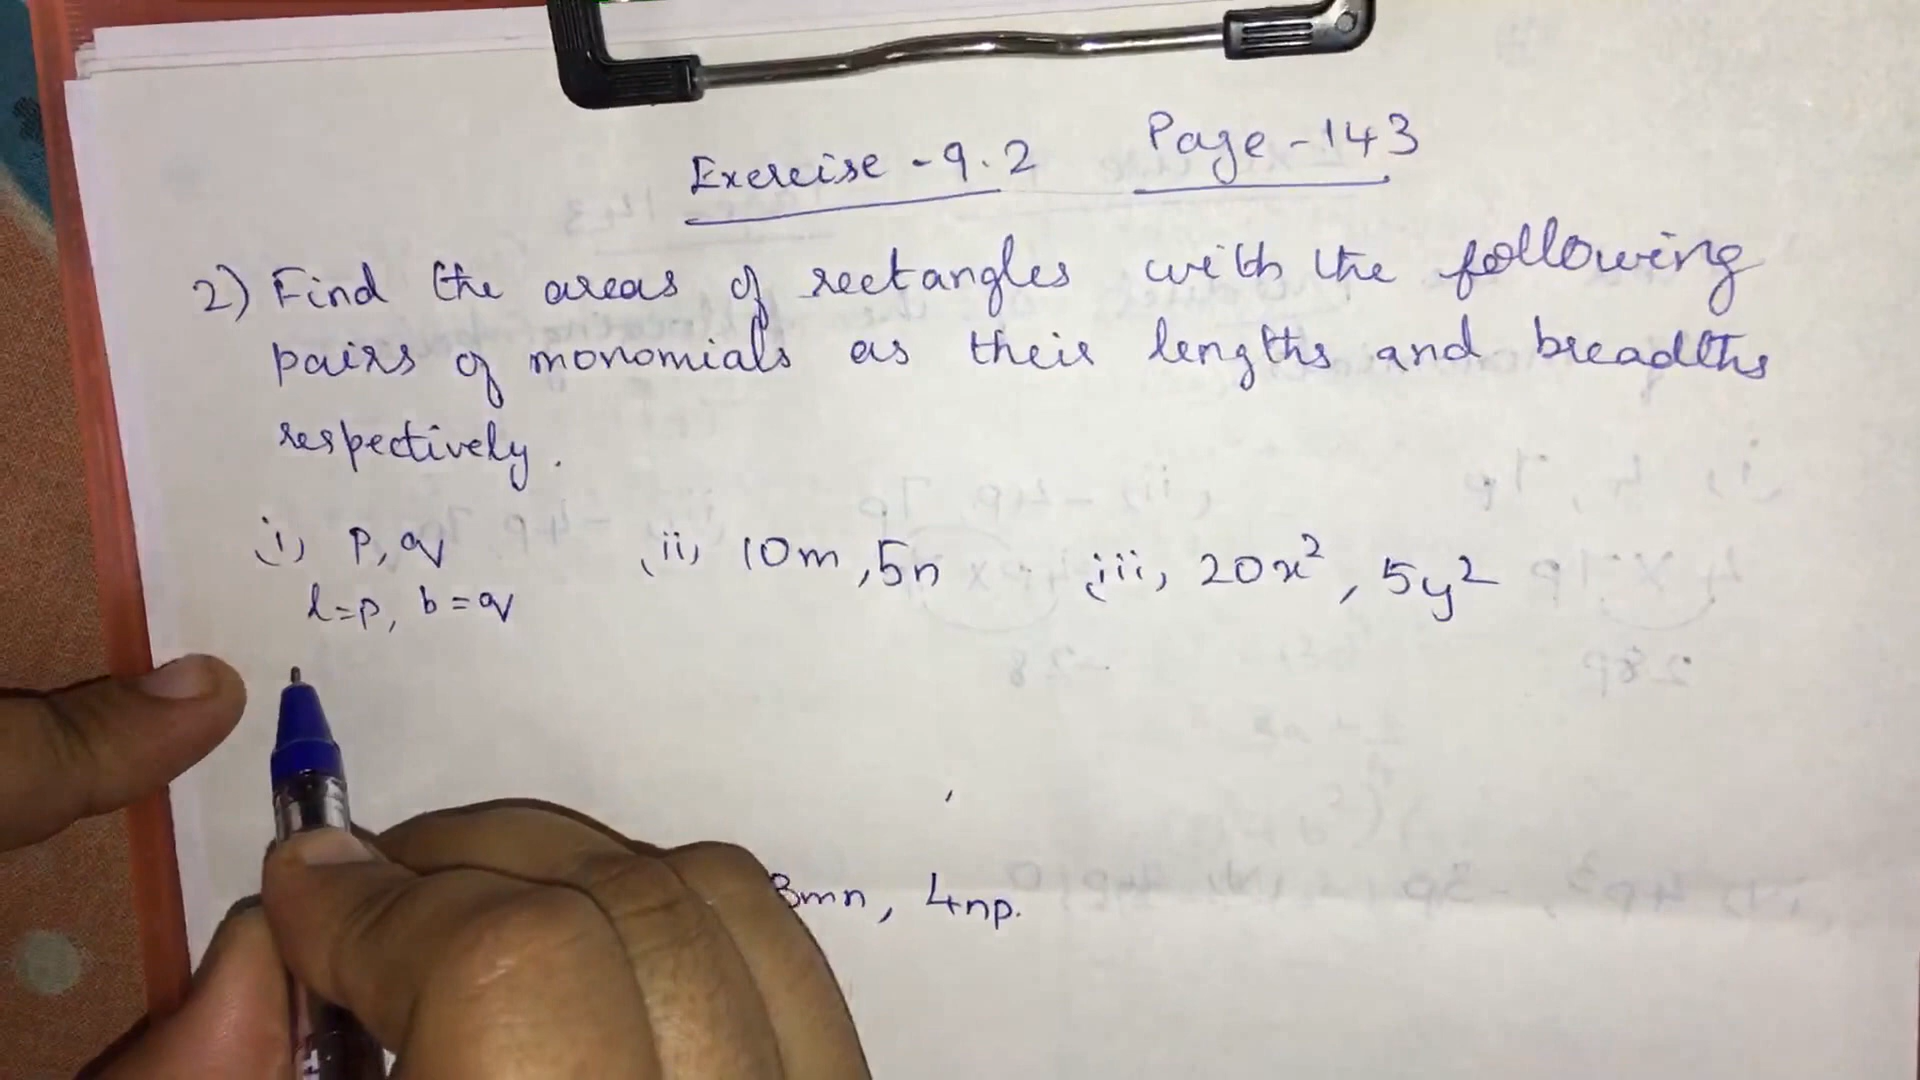 Exercise - 9.2 Page - 143
2) Find the areas of rectangles with the following
pairs of monomials as their lengths and breadths
respectively.
(i) p, q (ii) 10m, 5n (iii) 20x², 5y²
l=p, b=q
3mn, 4np.